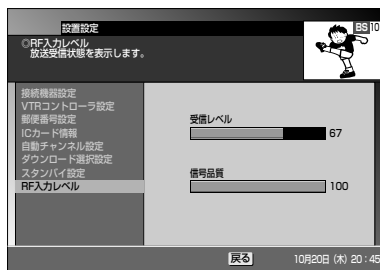 設置設定
BS 10
◎RF入力レベル
放送受信状態を表示します。
接続機器設定
VTRコントローラ設定
郵便番号設定
ICカード情報
自動チャンネル設定
ダウンロード選択設定
スタンバイ設定
RF入力レベル
受信レベル
67
信号品質
100
戻る
10月20日 (木) 20:45